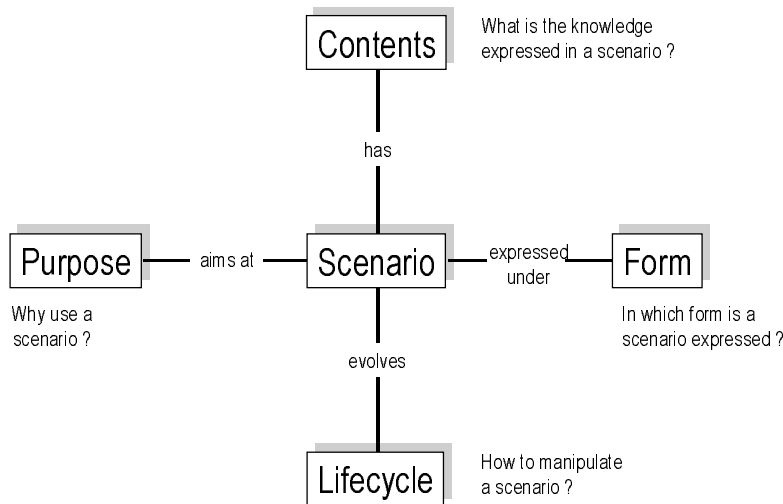 Contents
What is the knowledge
expressed in a scenario ?
has
Purpose
aims at
Scenario
expressed
under
Form
Why use a
scenario ?
In which form is a
scenario expressed ?
evolves
Lifecycle
How to manipulate
a scenario ?